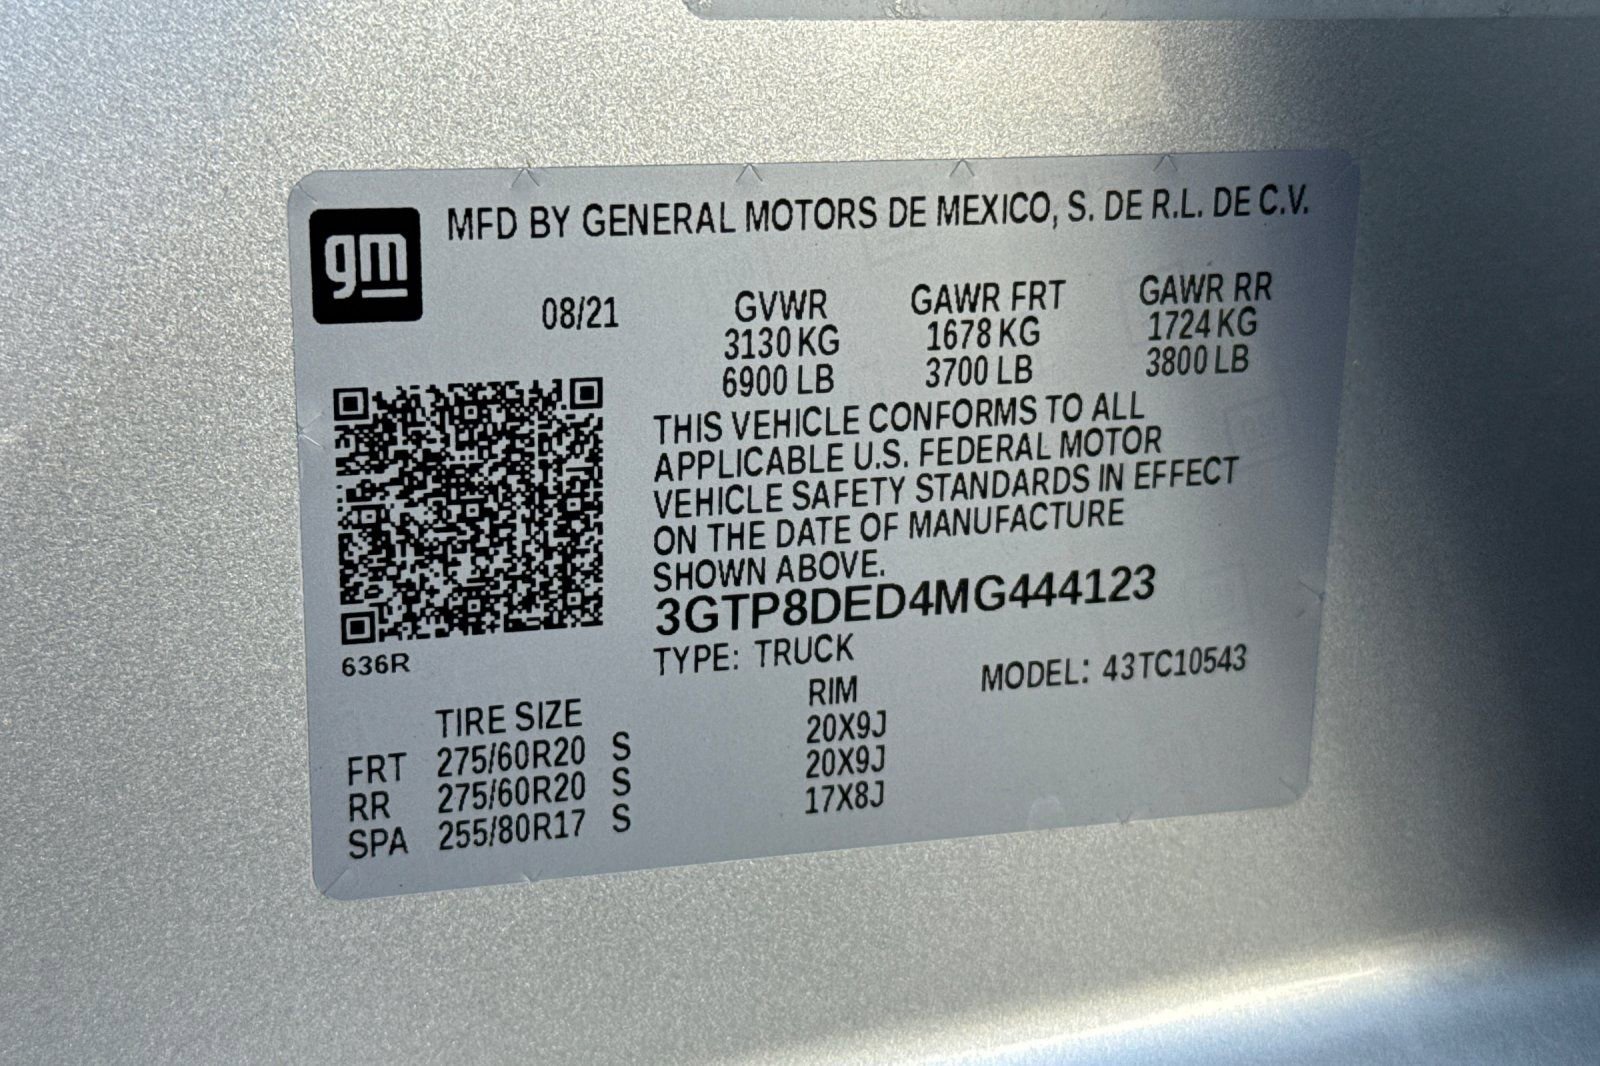 gm
MFD BY GENERAL MOTORS DE MEXICO, S. DE R.L. DE C.V.
08/21 GVWR GAWR FRT GAWR RR
3130 KG 1678 KG 1724 KG
6900 LB 3700 LB 3800 LB
THIS VEHICLE CONFORMS TO ALL
APPLICABLE U.S. FEDERAL MOTOR
VEHICLE SAFETY STANDARDS IN EFFECT
ON THE DATE OF MANUFACTURE
SHOWN ABOVE.
3GTP8DED4MG444123
636R
TYPE: TRUCK MODEL: 43TC10543
TIRE SIZE RIM
FRT 275/60R20 S 20X9J
RR 275/60R20 S 20X9J
SPA 255/80R17 S 17X8J